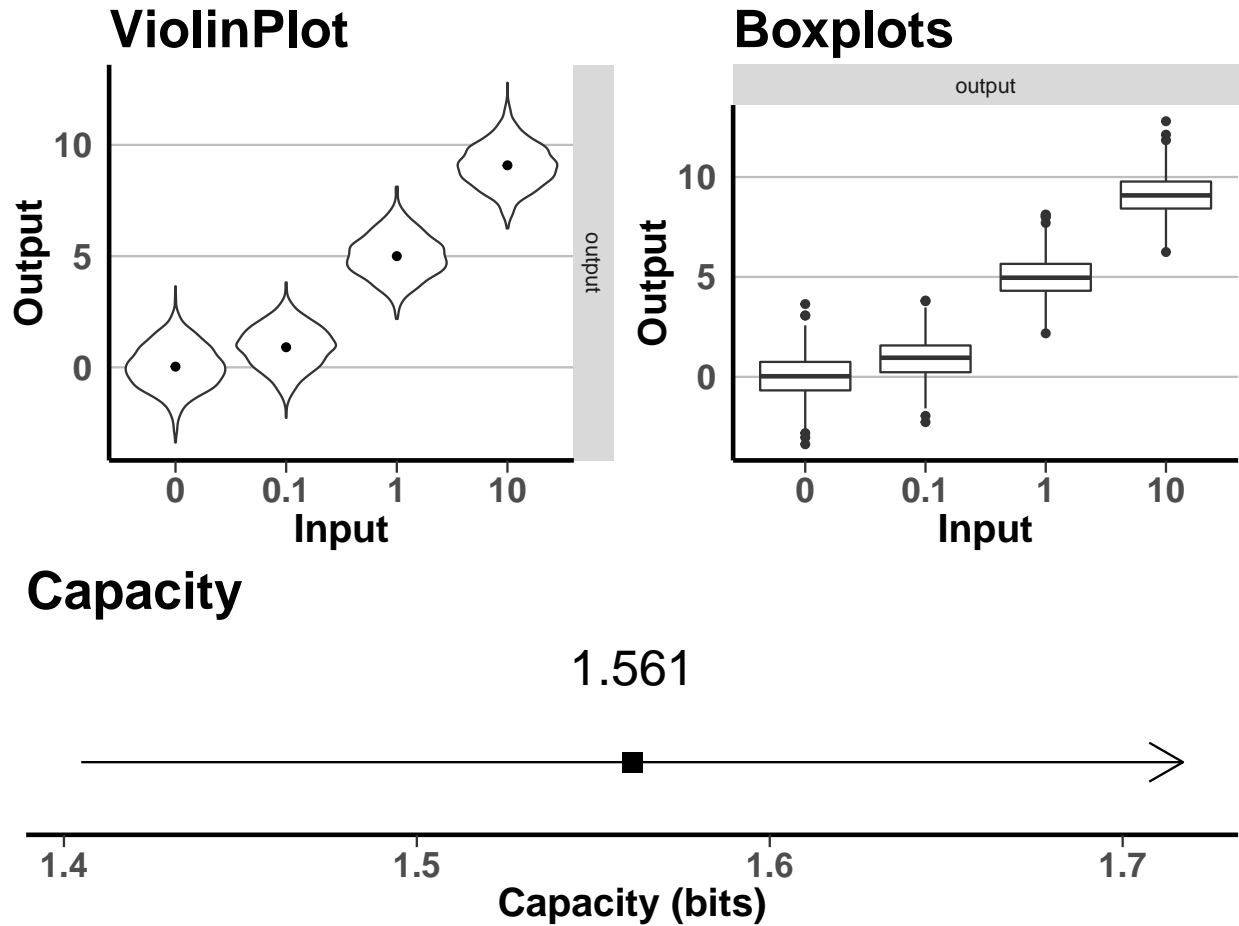 ViolinPlot
Output
10
5
0
output
0 0.1 1 10
Input
Boxplots
output
Output
10
5
0
0 0.1 1 10
Input
Capacity
1.561
1.4 1.5 1.6 1.7
Capacity (bits)